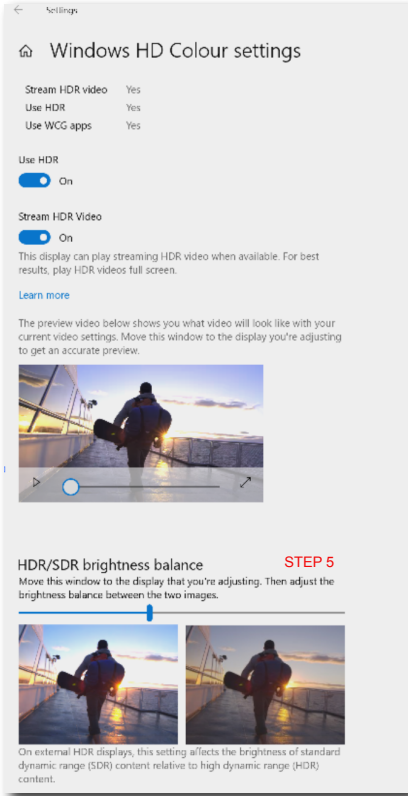 Settings
Windows HD Colour settings
Stream HDR video Yes
Use HDR Yes
Use WCG apps Yes
Use HDR
On
Stream HDR Video
On
This display can play streaming HDR video when available. For best
results, play HDR videos full screen.
Learn more
The preview video below shows you what video will look like with your
current video settings. Move this window to the display you're adjusting
to get an accurate preview.
HDR/SDR brightness balance STEP 5
Move this window to the display that you're adjusting. Then adjust the
brightness balance between the two images.
On external HDR displays, this setting affects the brightness of standard
dynamic range (SDR) content relative to high dynamic range (HDR)
content.